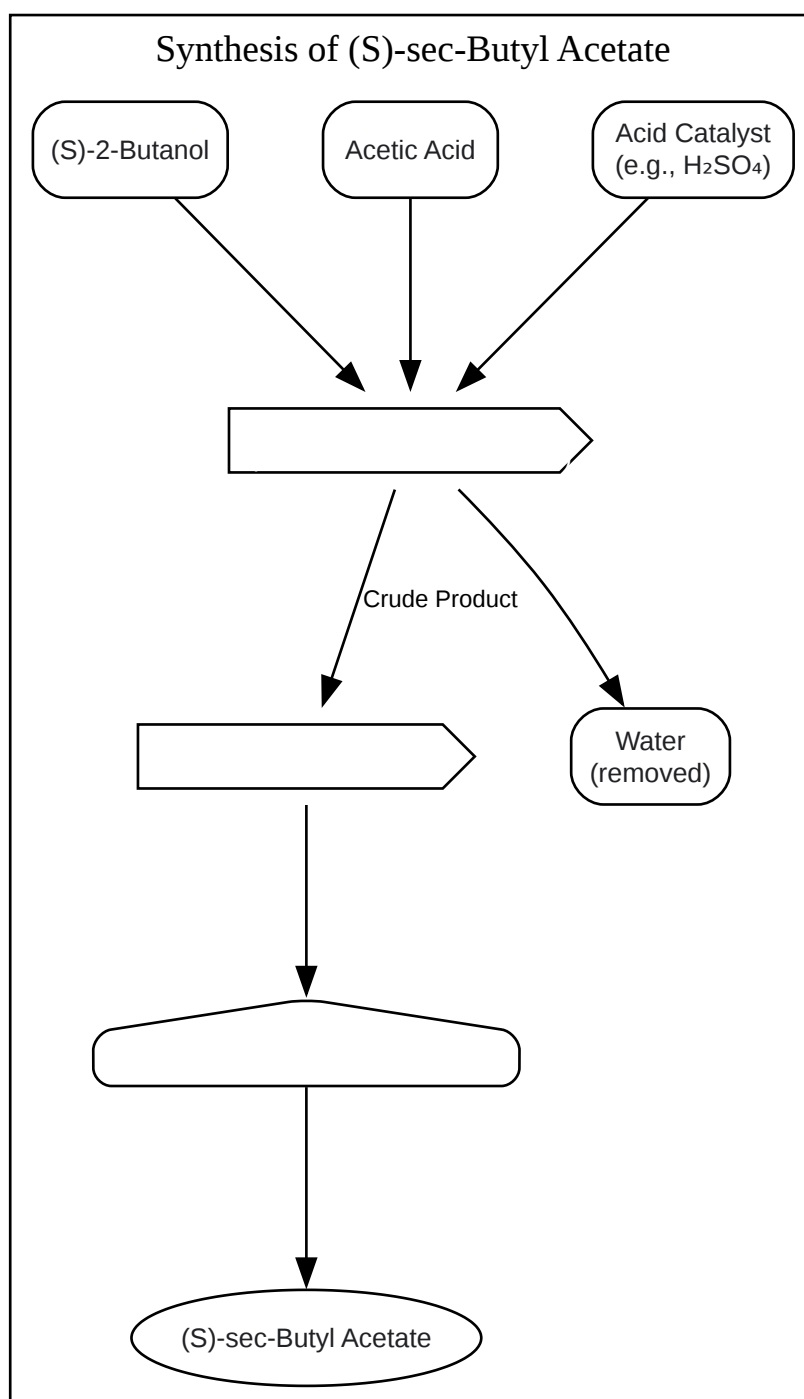 Synthesis of (S)-sec-Butyl Acetate
(S)-2-Butanol
Acetic Acid
Acid Catalyst
(e.g., H₂SO₄)
Crude Product
Water
(removed)
(S)-sec-Butyl Acetate